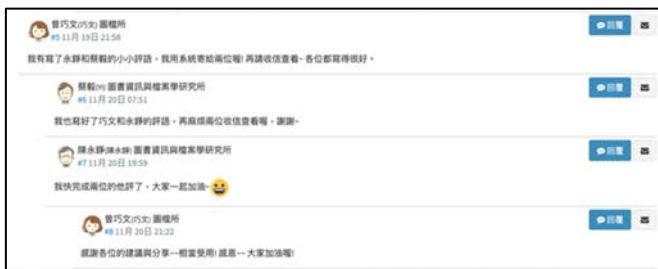 曾巧文(巧文) 圖檔所
#5 11月 19日 21:58
回覆
我有寫了永錚和蔡毅的小小評語，我用系統寄給兩位喔! 再請收信查看~ 各位都寫得很好。
蔡毅(YI) 圖書資訊與檔案學研究所
#6 11月 20日 07:51
回覆
我也寫好了巧文和永錚的評語，再麻煩兩位收信查看喔，謝謝~
陳永錚(陳永錚) 圖書資訊與檔案學研究所
#7 11月 20日 19:59
回覆
我快完成兩位的他評了，大家一起加油~
曾巧文(巧文) 圖檔所
#8 11月 20日 21:22
回覆
感謝各位的建議與分享~~相當受用! 感恩~~ 大家加油喔!